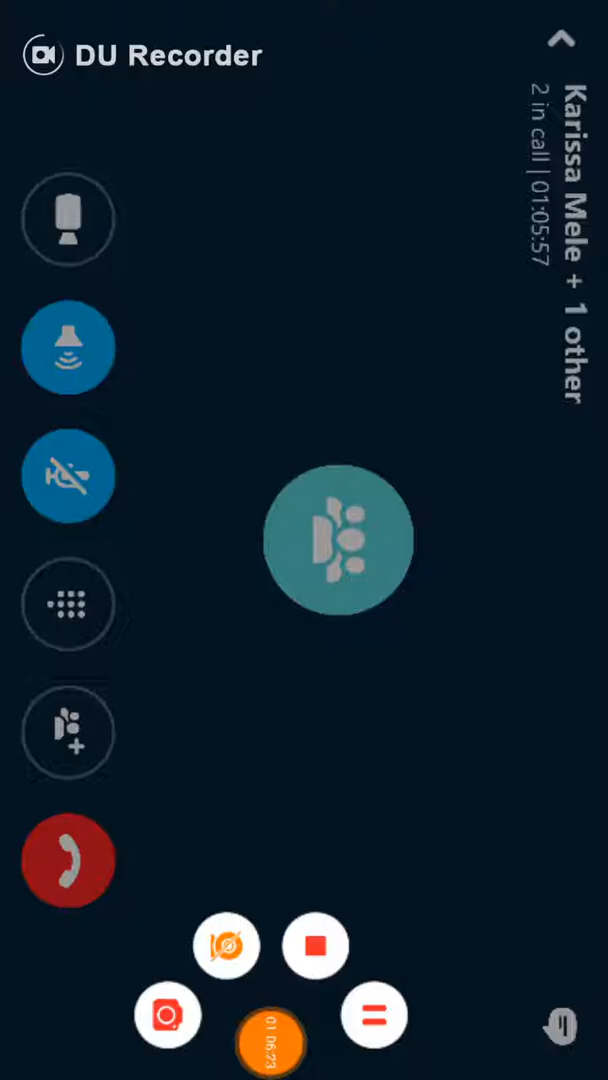 DU Recorder
Karissa Mele + 1 other
2 in call | 01:05:57
01:06:23